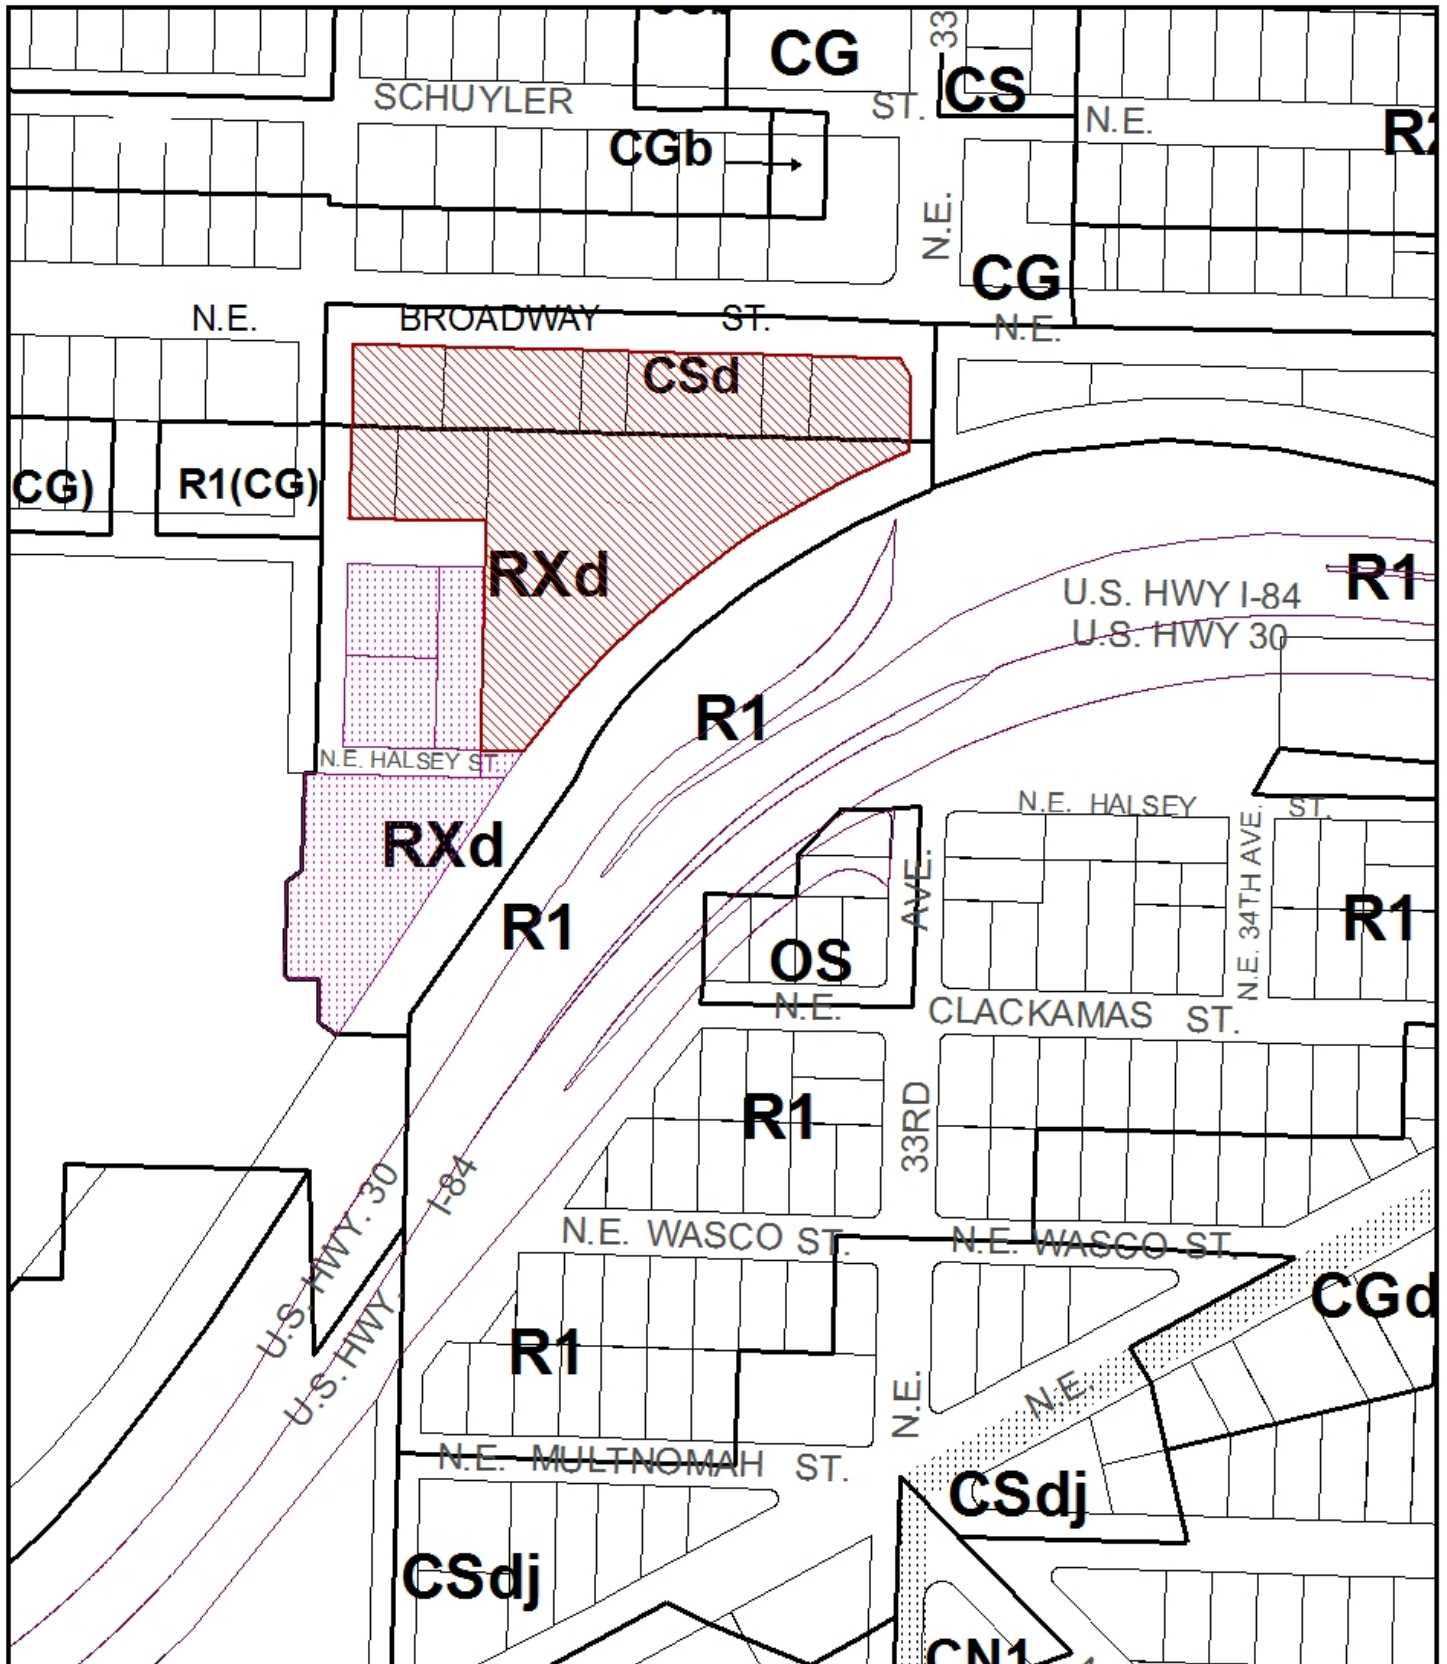 CG
33
CS
SCHUYLER ST.
N.E.
CGb
N.E.
CG
N.E. BROADWAY ST.
N.E.
CSd
CG)
R1(CG)
RXd
U.S. HWY I-84
U.S. HWY 30
R1
R1
N.E. HALSEY ST.
N.E. HALSEY ST.
RXd
AVE.
N.E. 34TH AVE.
R1
R1
OS
N.E. CLACKAMAS ST.
R1
33RD
U.S. HWY. 30
I-84
U.S. HWY.
N.E. WASCO ST.
N.E. WASCO ST.
CGd
R1
N.E.
N.E.
N.E. MULTNOMAH ST.
CSdj
CSdj
CN1